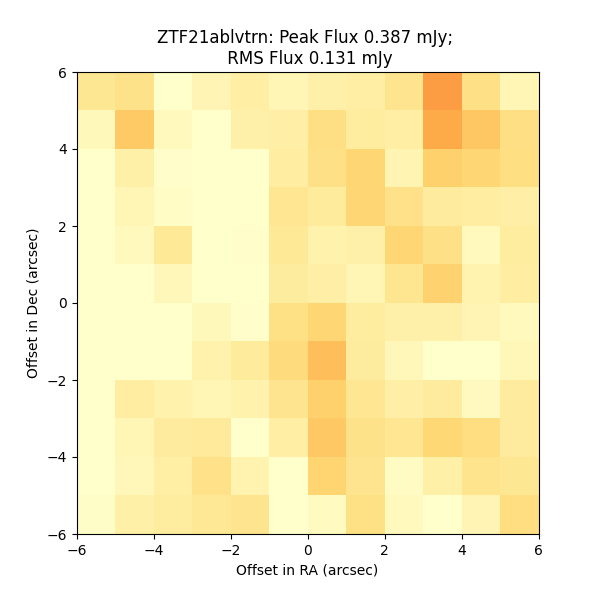 ZTF21ablvtrn: Peak Flux 0.387 mJy;
RMS Flux 0.131 mJy
6
4
2
0
−2
−4
−6
Offset in Dec (arcsec)
−6 −4 −2 0 2 4 6
Offset in RA (arcsec)